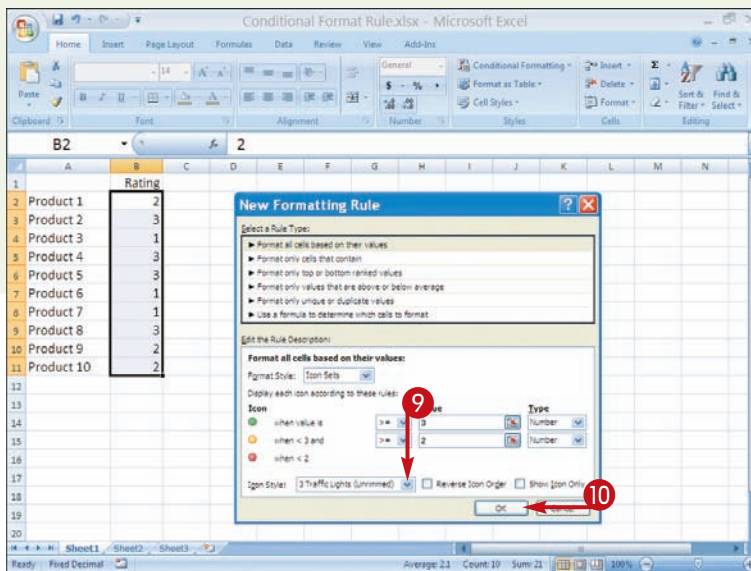 Conditional Format Rule.xlsx - Microsoft Excel
Home Insert Page Layout Formulas Data Review View Add-Ins
Paste
14 A A
General
Conditional Formatting
Format as Table
Cell Styles
Insert
Delete
Format
Sort & Filter
Find & Select
B I U
$ % ,
Clipboard Font Alignment Number Styles Cells Editing
B2 fx 2
A B C D E F G H I J K L M N
1 Rating
2 Product 1 2
3 Product 2 3
4 Product 3 1
5 Product 4 3
6 Product 5 3
7 Product 6 1
8 Product 7 1
9 Product 8 3
10 Product 9 2
11 Product 10 2
12
13
14
15
16
17
18
19
20
New Formatting Rule
Select a Rule Type:
► Format all cells based on their values
► Format only cells that contain
► Format only top or bottom ranked values
► Format only values that are above or below average
► Format only unique or duplicate values
► Use a formula to determine which cells to format
Edit the Rule Description:
Format all cells based on their values:
Format Style: Icon Sets
Display each icon according to these rules:
9
Icon Type
when value is >= 3 Number
when < 3 and >= 2 Number
when < 2
Icon Style: 3 Traffic Lights (Unrimmed) Reverse Icon Order Show Icon Only
10
OK
Sheet1 Sheet2 Sheet3
Ready Fixed Decimal Average: 2.1 Count: 10 Sum: 21 100%